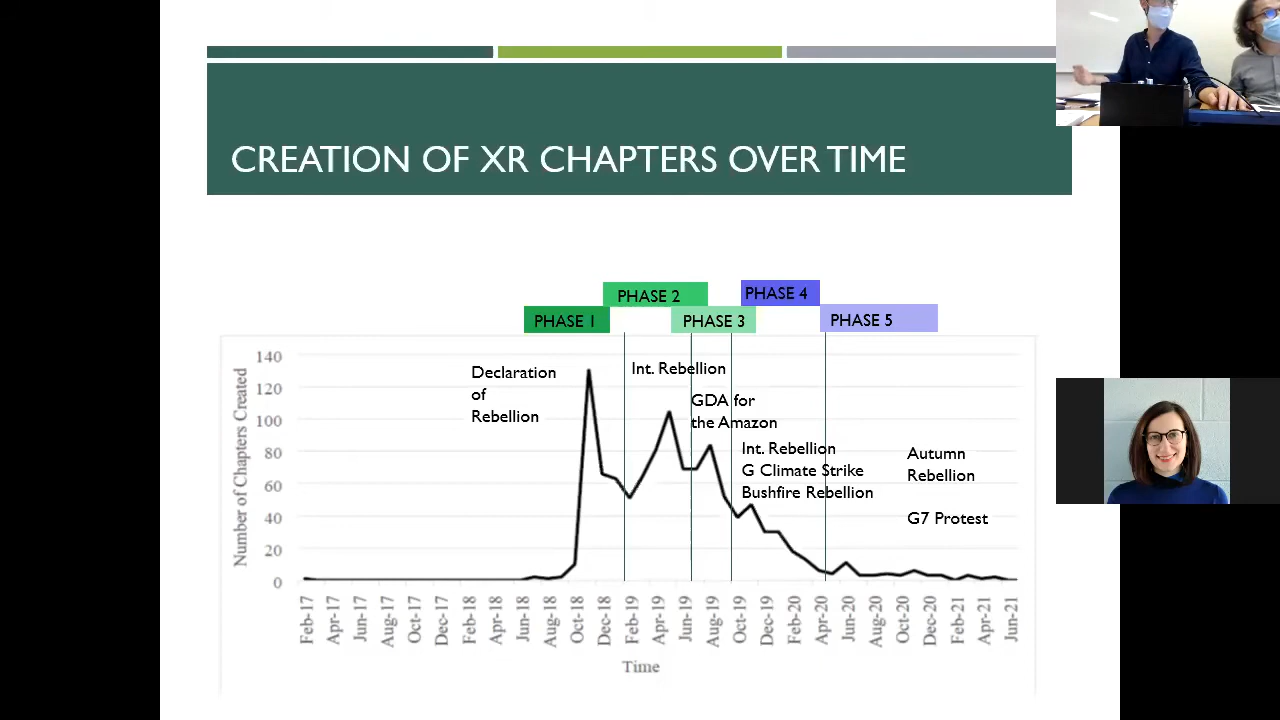 CREATION OF XR CHAPTERS OVER TIME
PHASE 1
PHASE 2
PHASE 3
PHASE 4
PHASE 5
Number of Chapters Created
140
120
100
80
60
40
20
0
Declaration
of
Rebellion
Int. Rebellion
GDA for
the Amazon
Int. Rebellion
G Climate Strike
Bushfire Rebellion
Autumn
Rebellion
G7 Protest
Feb-17
Apr-17
Jun-17
Aug-17
Oct-17
Dec-17
Feb-18
Apr-18
Jun-18
Aug-18
Oct-18
Dec-18
Feb-19
Apr-19
Jun-19
Aug-19
Oct-19
Dec-19
Feb-20
Apr-20
Jun-20
Aug-20
Oct-20
Dec-20
Feb-21
Apr-21
Jun-21
Time